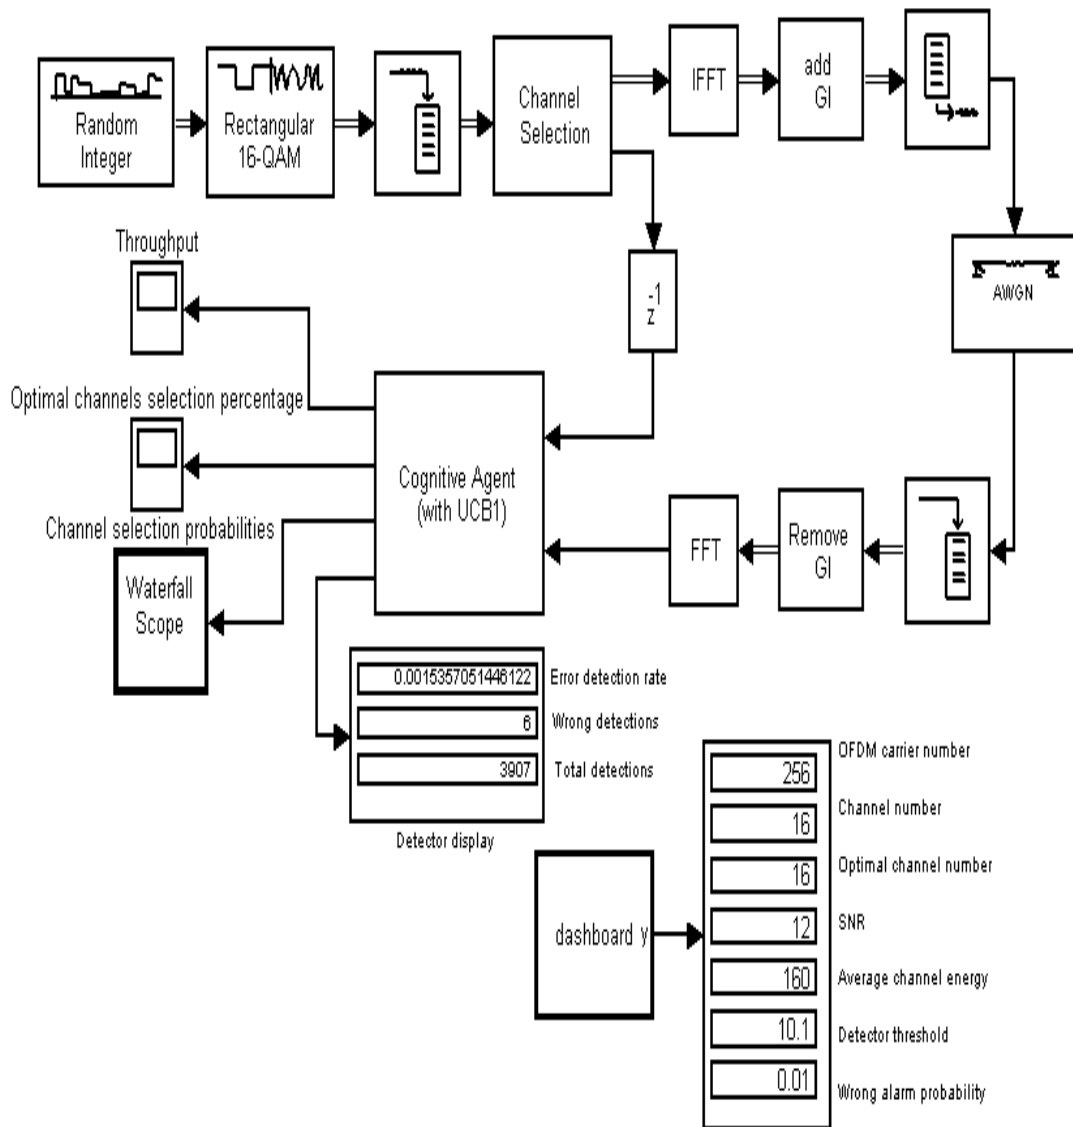 Random
Integer
Rectangular
16-QAM
Channel
Selection
IFFT
add
GI
AWGN
z
-1
Throughput
Optimal channels selection percentage
Channel selection probabilities
Waterfall
Scope
Cognitive Agent
(with UCB1)
FFT
Remove
GI
0.0015357051446122
Error detection rate
6
Wrong detections
3907
Total detections
Detector display
dashboard y
256
OFDM carrier number
16
Channel number
16
Optimal channel number
12
SNR
160
Average channel energy
10.1
Detector threshold
0.01
Wrong alarm probability